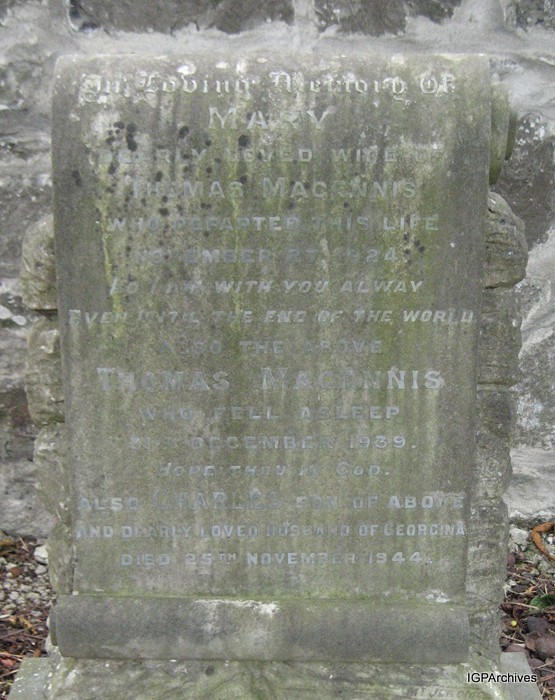 In Loving Memory Of
MARY
DEARLY LOVED WIFE OF
THOMAS MAGENNIS
WHO DEPARTED THIS LIFE
NOVEMBER 27, 1924.
LO I AM WITH YOU ALWAY
EVEN UNTIL THE END OF THE WORLD
ALSO THE ABOVE
THOMAS MAGENNIS
WHO FELL ASLEEP
DECEMBER 1939.
HOPE THOU IN GOD.
ALSO CHARLES SON OF ABOVE
AND DEARLY LOVED HUSBAND OF GEORGINA
DIED 25TH NOVEMBER 1944.
IGPArchives